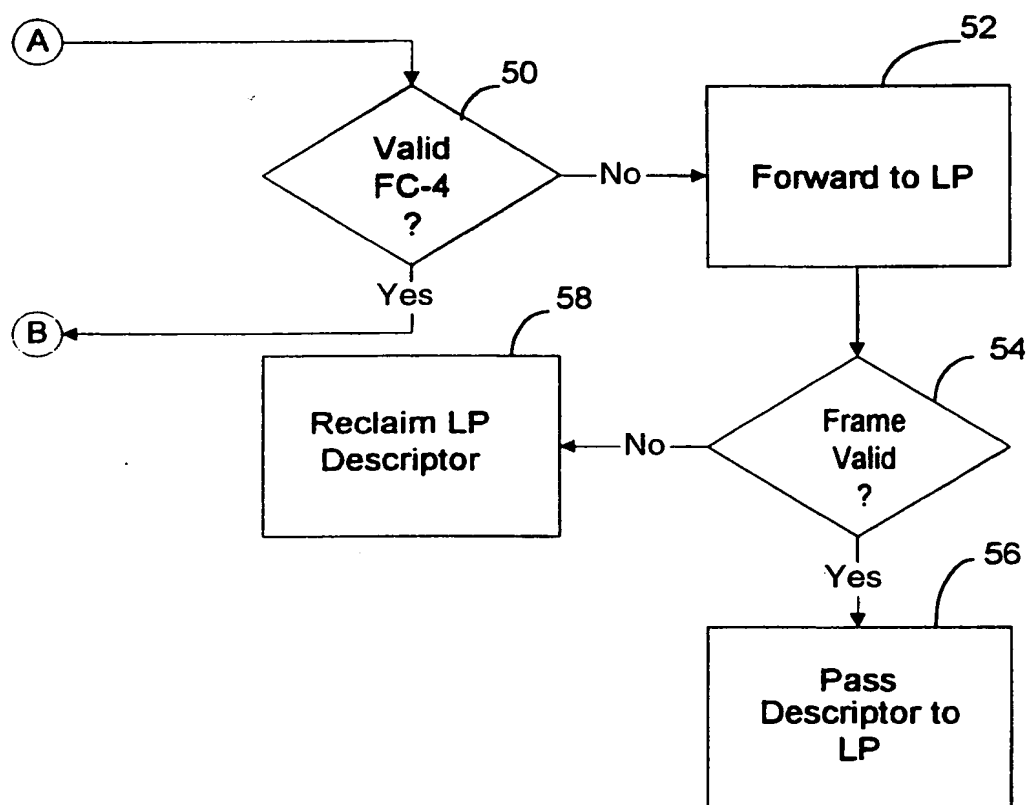 A
50
52
Valid
FC-4
?
No
Forward to LP
Yes
B
58
54
Reclaim LP
Descriptor
No
Frame
Valid
?
Yes
56
Pass
Descriptor to
LP